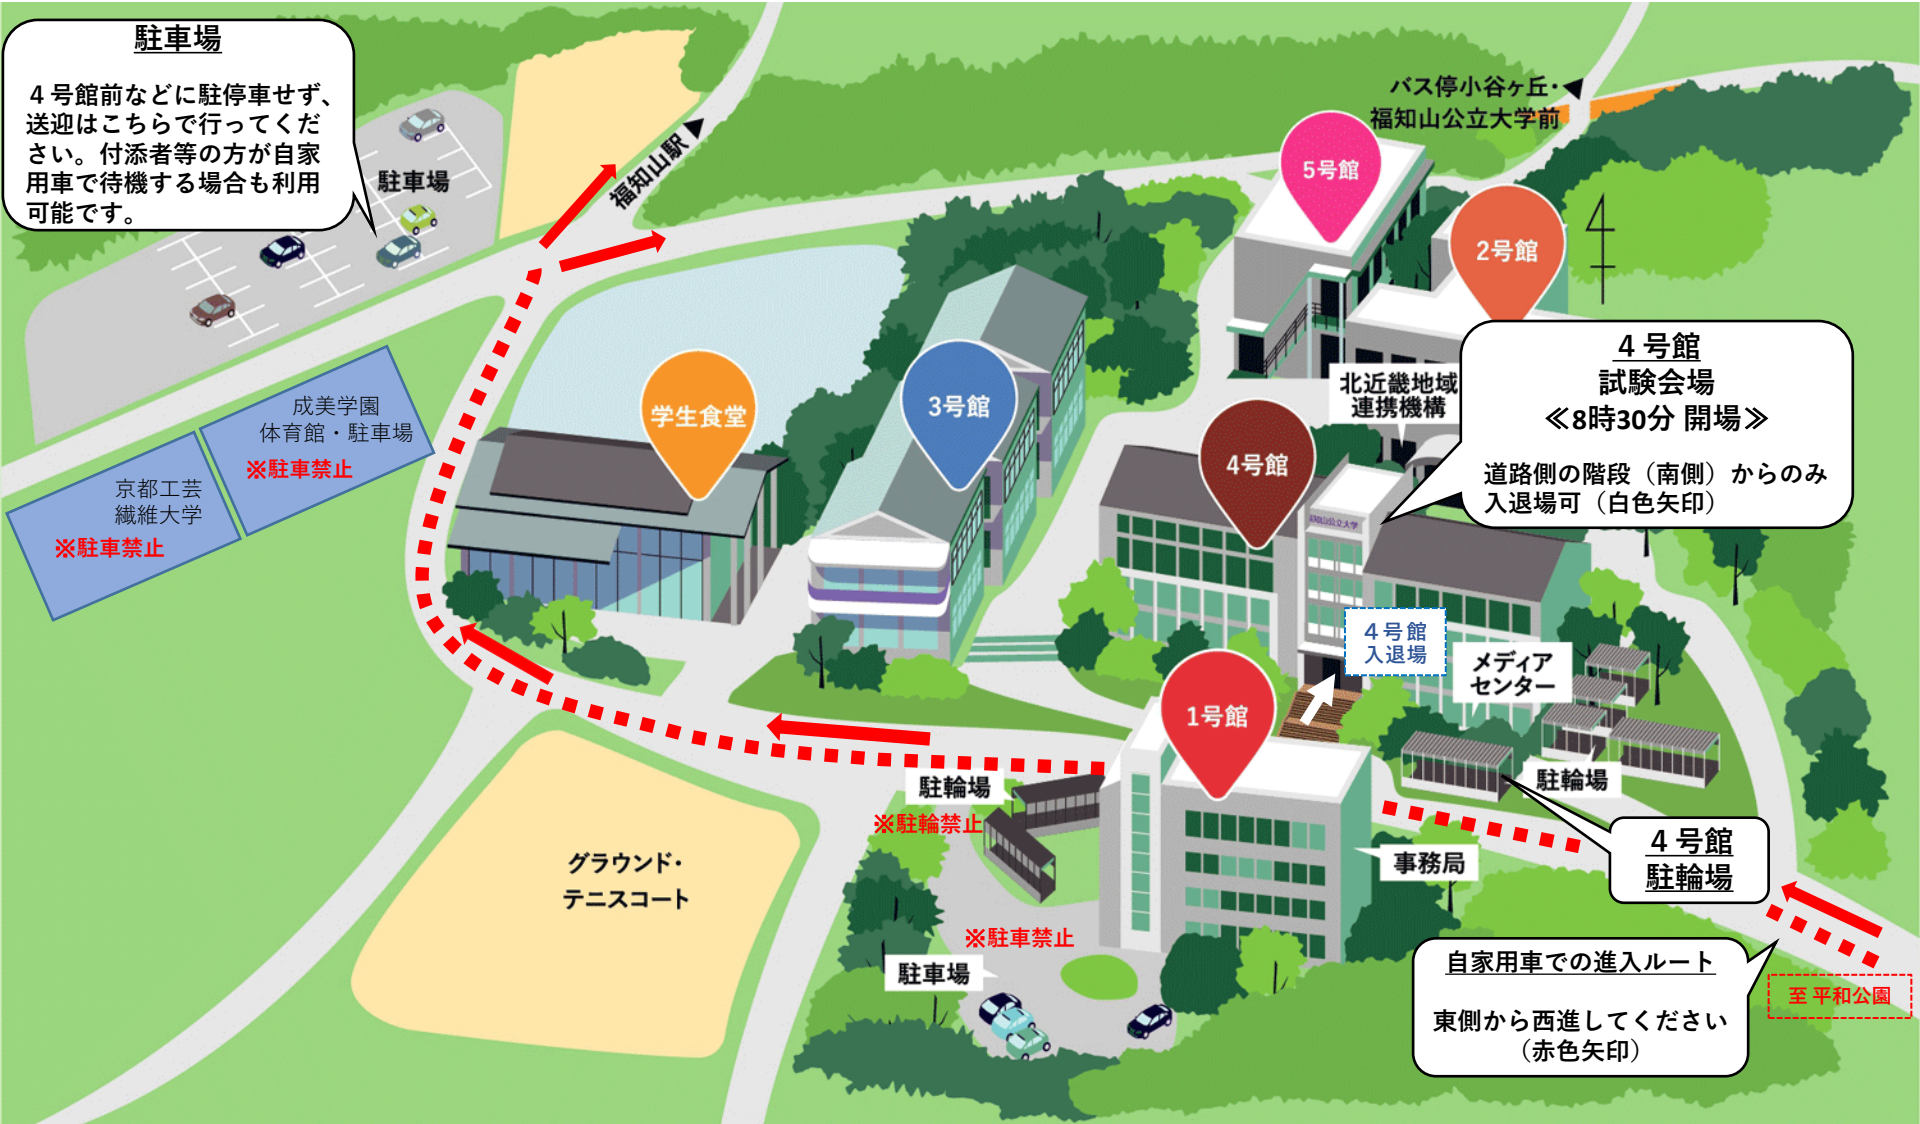 駐車場
４号館前などに駐停車せず、
送迎はこちらで行ってくだ
さい。付添者等の方が自家
用車で待機する場合も利用
可能です。
駐車場
福知山駅▶
バス停小谷ヶ丘・◀
福知山公立大学前
5号館
2号館
北近畿地域
連携機構
４号館
試験会場
≪8時30分 開場≫
道路側の階段（南側）からのみ
入退場可（白色矢印）
成美学園
体育館・駐車場
※駐車禁止
京都工芸
繊維大学
※駐車禁止
学生食堂
3号館
4号館
福知山公立大学
４号館
入退場
メディア
センター
1号館
駐輪場
※駐輪禁止
駐輪場
４号館
駐輪場
事務局
グラウンド・
テニスコート
※駐車禁止
駐車場
自家用車での進入ルート
東側から西進してください
（赤色矢印）
至 平和公園